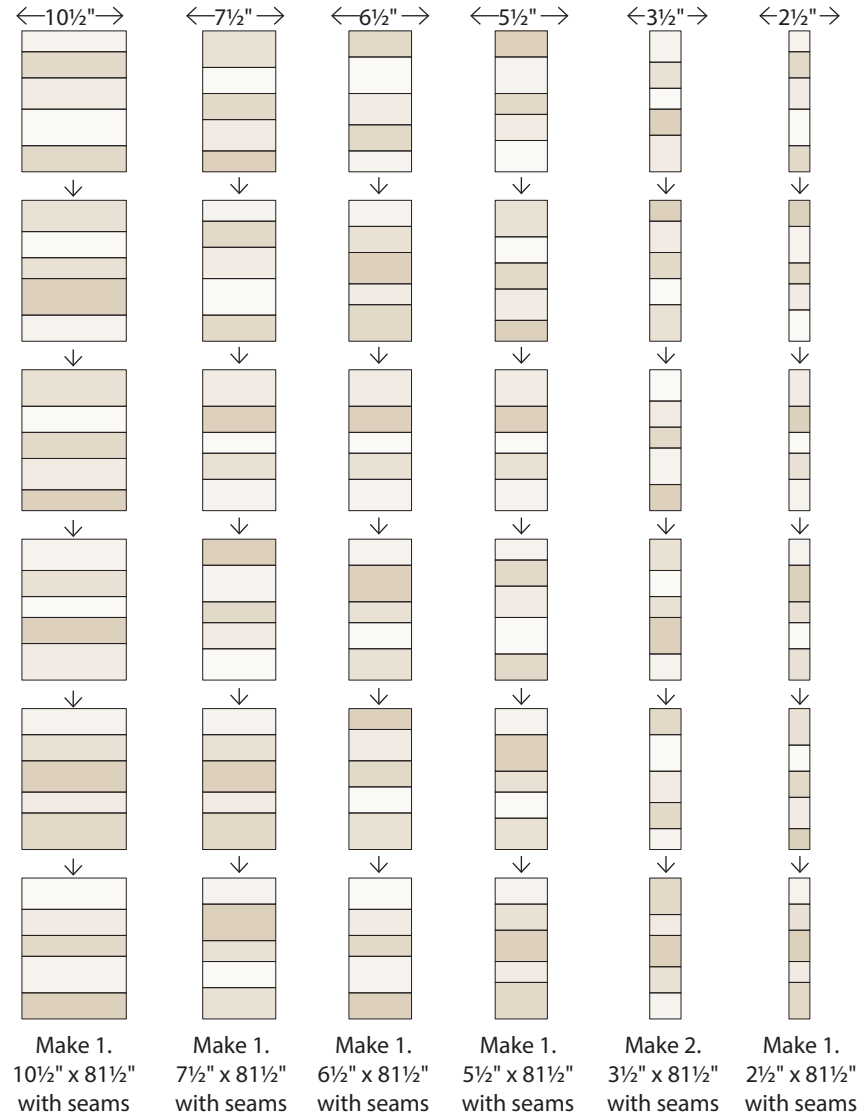 10½"
7½"
6½"
5½"
3½"
2½"
Make 1.
10½" x 81½"
with seams
Make 1.
7½" x 81½"
with seams
Make 1.
6½" x 81½"
with seams
Make 1.
5½" x 81½"
with seams
Make 2.
3½" x 81½"
with seams
Make 1.
2½" x 81½"
with seams